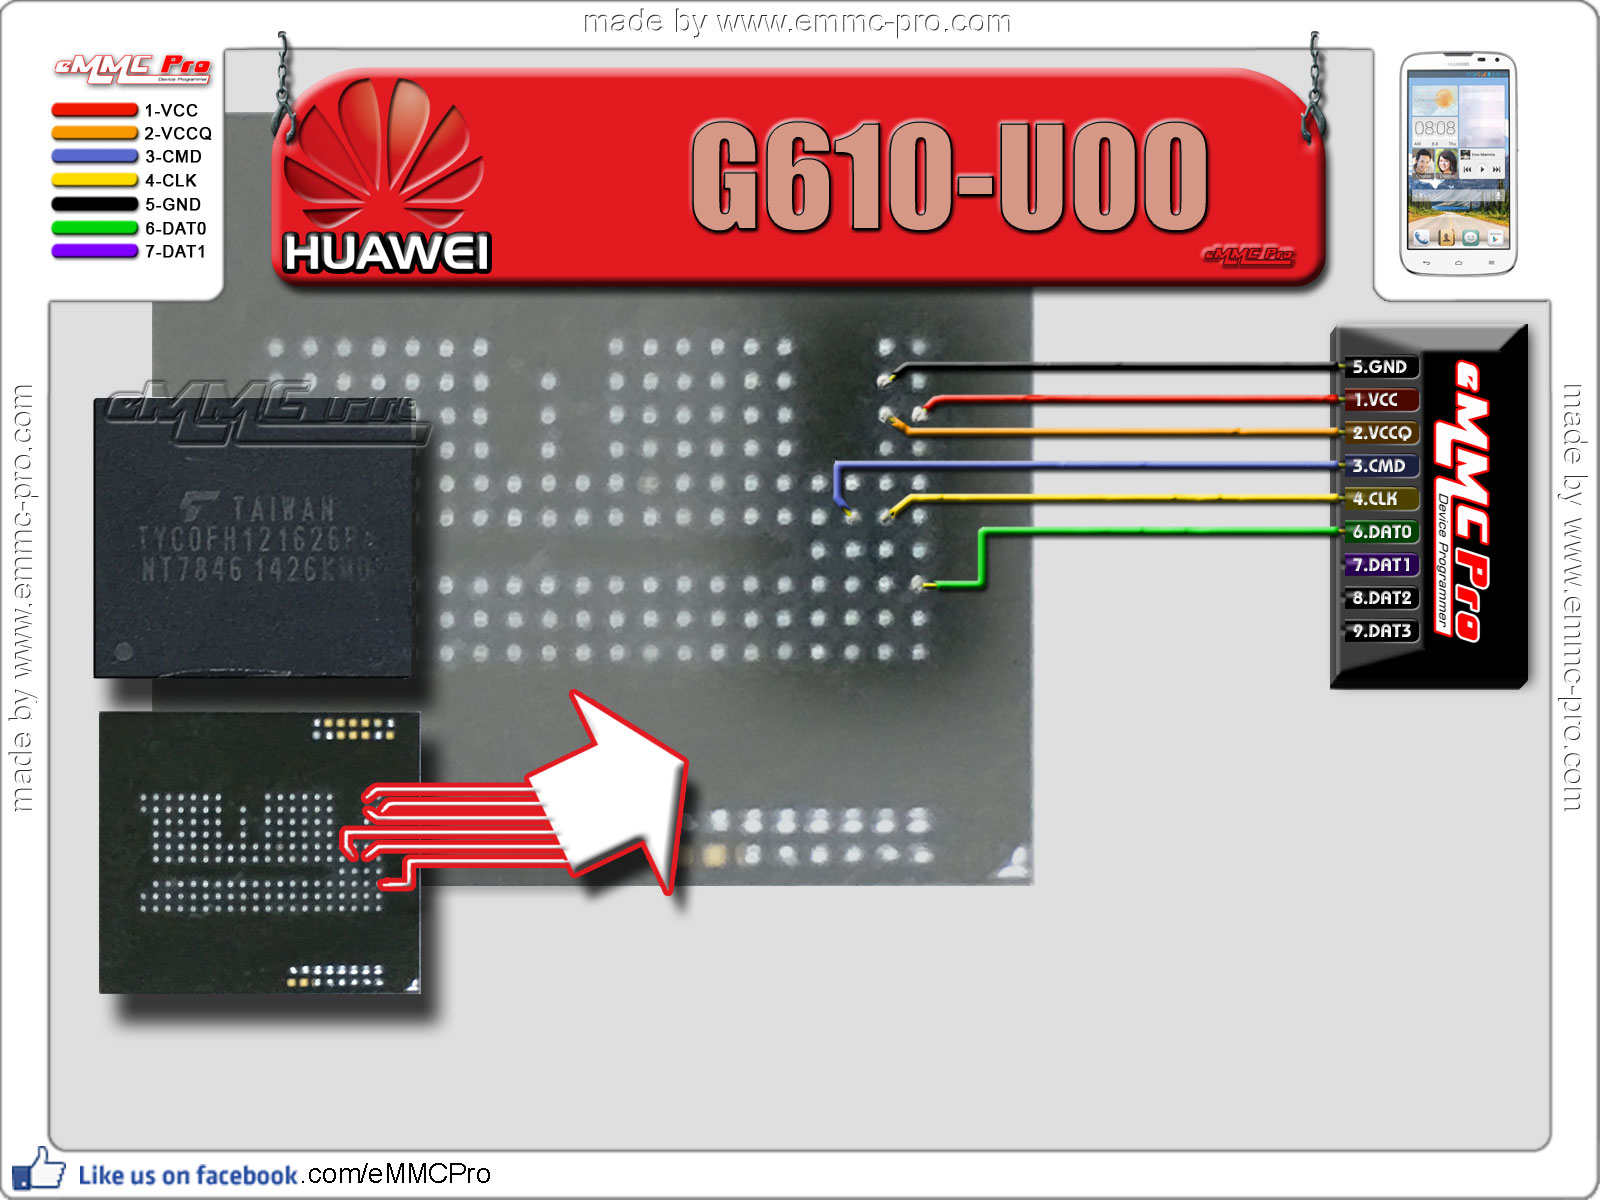 made by www.emmc-pro.com
eMMC Pro
Device Programmer
1-VCC
2-VCCQ
3-CMD
4-CLK
5-GND
6-DAT0
7-DAT1
HUAWEI
G610-U00
eMMC Pro
HUAWEI
08:08
5.GND
1.VCC
2.VCCQ
3.CMD
4.CLK
6.DAT0
7.DAT1
8.DAT2
9.DAT3
eMMC Pro
Device Programmer
eMMC Pro
TAIWAN
TYC0FH121626RA
NT7846 1426KMD
made by www.emmc-pro.com
made by www.emmc-pro.com
Like us on facebook.com/eMMCPro